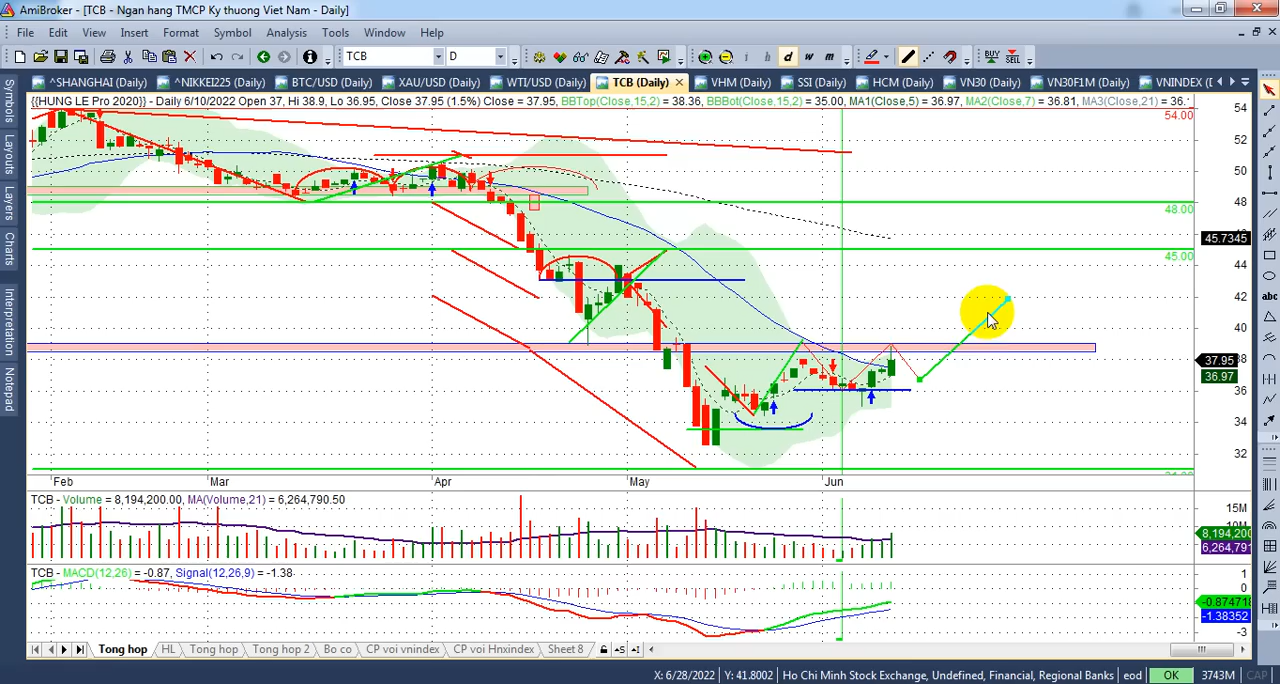 AmiBroker - [TCB - Ngan hang TMCP Ky thuong Viet Nam - Daily]
File Edit View Insert Format Symbol Analysis Tools Window Help
TCB D i h d w m abc BUY SELL
^SHANGHAI (Daily) ^NIKKEI225 (Daily) BTC/USD (Daily) XAU/USD (Daily) WTI/USD (Daily) TCB (Daily) VHM (Daily) SSI (Daily) HCM (Daily) VN30 (Daily) VN30F1M (Daily) VNINDEX (D
{{HUNG LE Pro 2020}} - Daily 6/10/2022 Open 37, Hi 38.9, Lo 36.95, Close 37.95 (1.5%) Close = 37.95, BBTop(Close,15,2) = 38.36, BBBot(Close,15,2) = 35.00, MA1(Close,5) = 36.97, MA2(Close,7) = 36.81, MA3(Close,21) = 36.
Symbols
Layouts
Layers
Charts
Interpretation
Notepad
54
54.00
52
50
48
48.00
45.7345
45.00
44
42
40
37.95
36.97
36
34
32
Feb Mar Apr May Jun
TCB - Volume = 8,194,200.00, MA(Volume,21) = 6,264,790.50
15M
8,194,200
6,264,791
TCB - MACD(12,26) = -0.87, Signal(12,26,9) = -1.38
1
0
-0.874718
-1.38352
-3
Tong hop HL Tong hop Tong hop 2 Bo co CP voi vnindex CP voi Hnxindex Sheet 8
X: 6/28/2022 Y: 41.8002 Ho Chi Minh Stock Exchange, Undefined, Financial, Regional Banks eod OK 3743M CAP